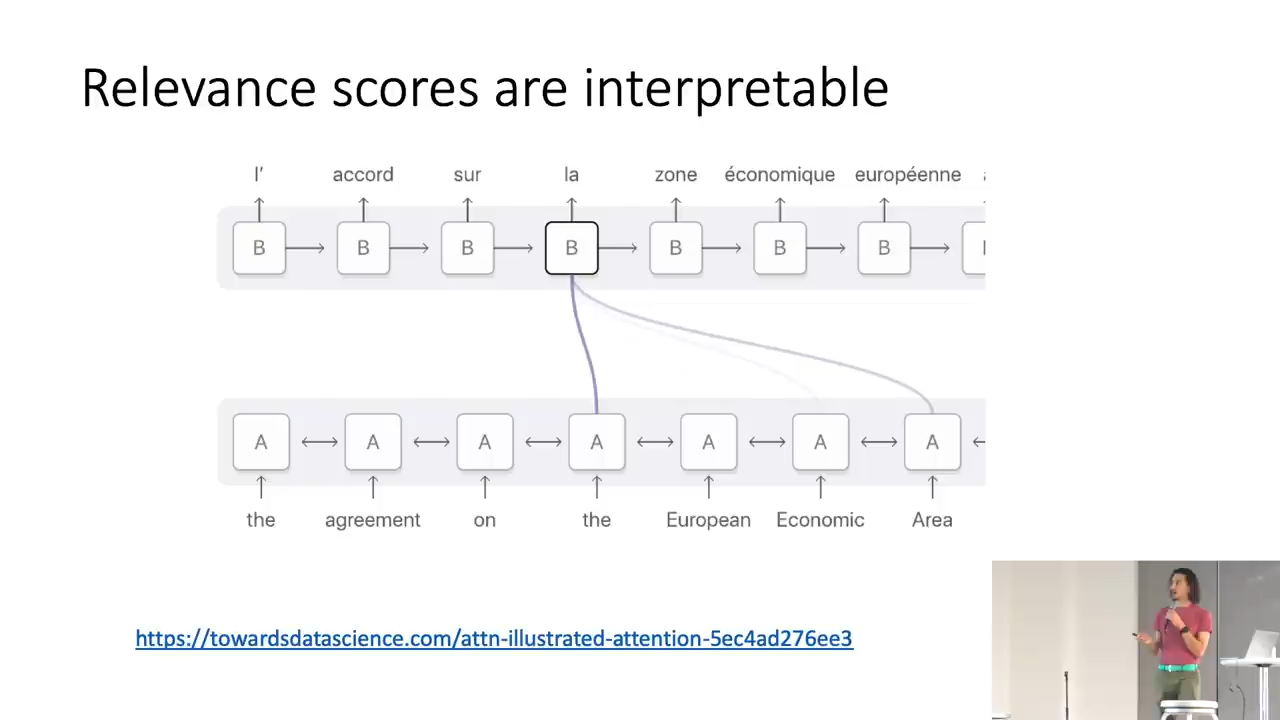 Relevance scores are interpretable
l' accord sur la zone économique européenne
B B B B B B B
A A A A A A A
the agreement on the European Economic Area
https://towardsdatascience.com/attn-illustrated-attention-5ec4ad276ee3